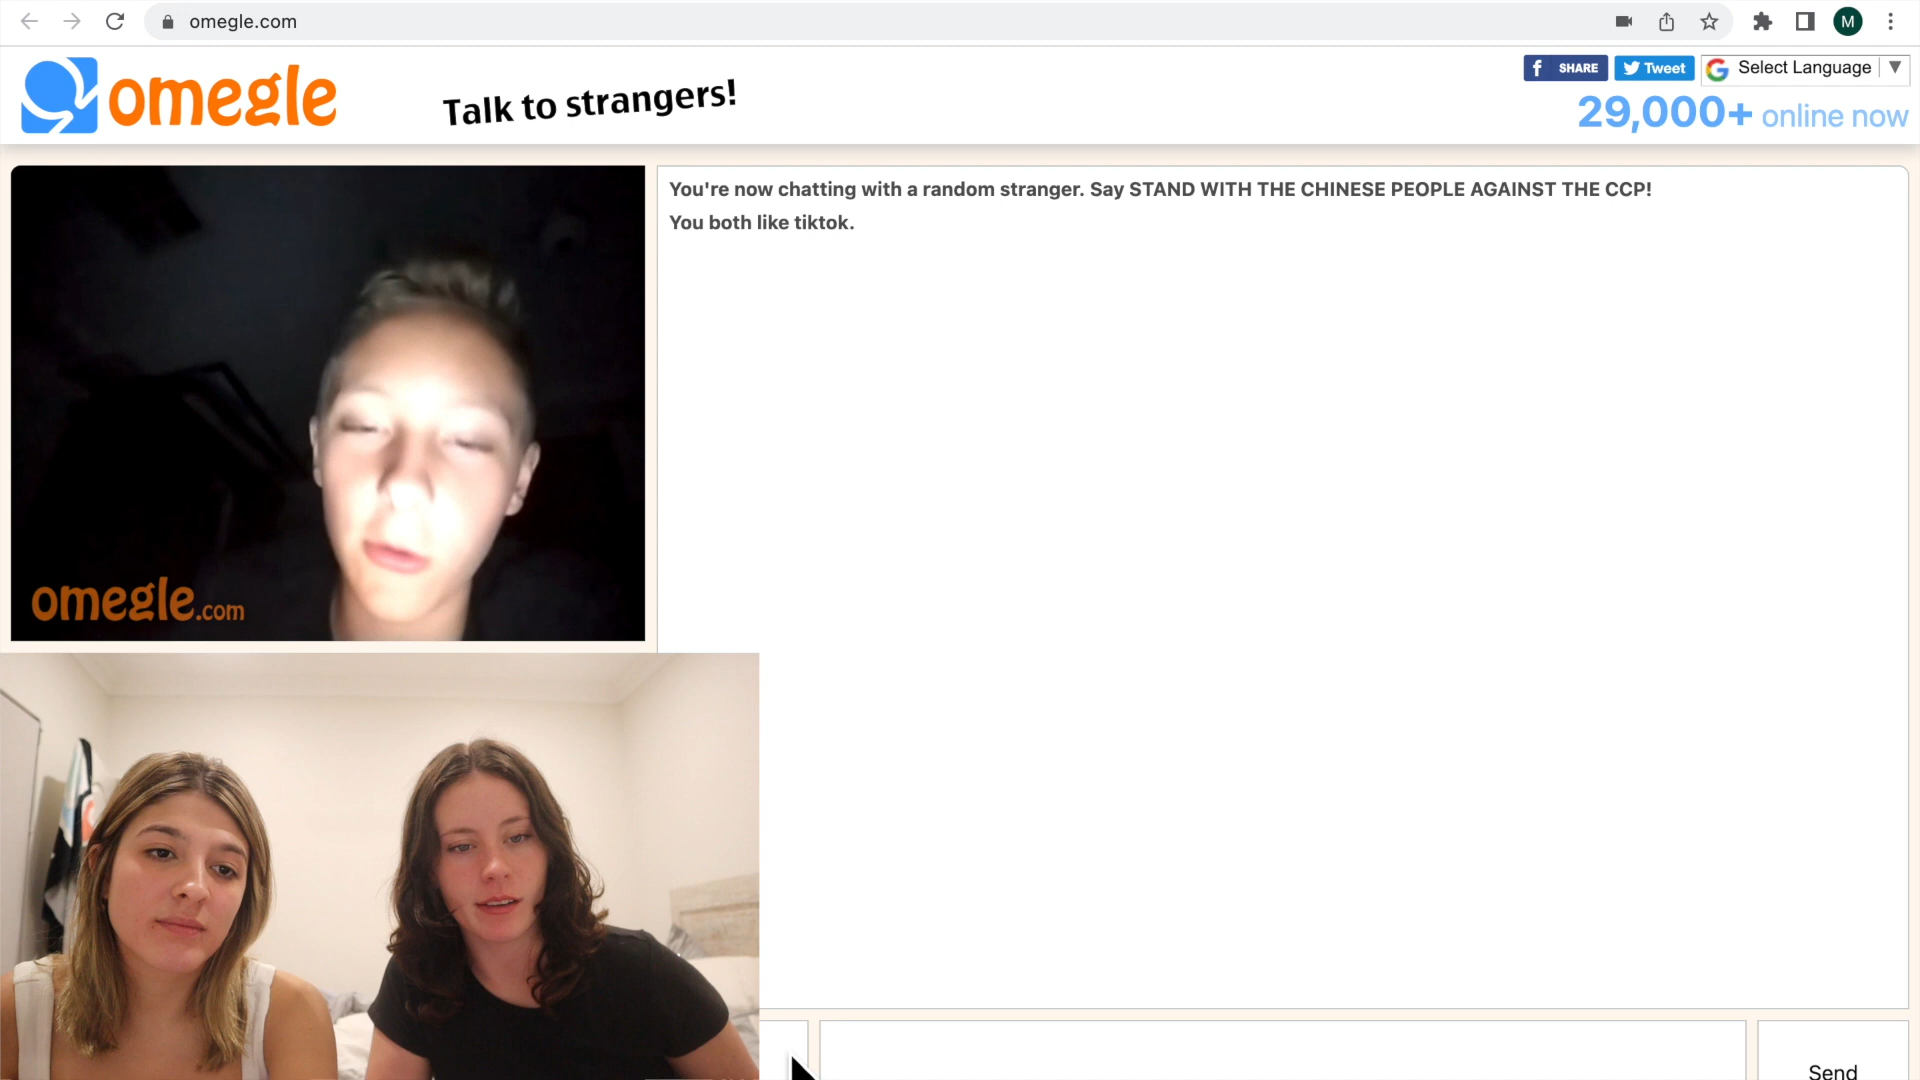 omegle.com
M
omegle
Talk to strangers!
SHARE
Tweet
Select Language
29,000+ online now
You're now chatting with a random stranger. Say STAND WITH THE CHINESE PEOPLE AGAINST THE CCP!
You both like tiktok.
omegle.com
Send